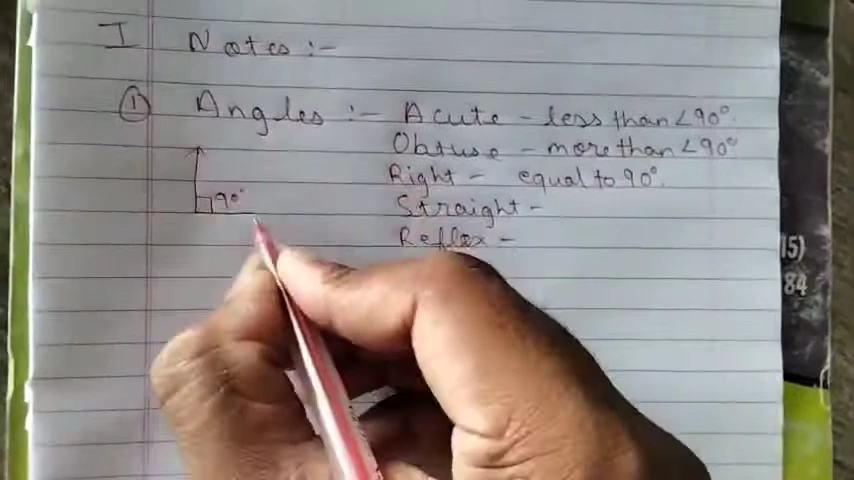 I Notes :-
① Angles :- Acute - less than < 90°.
Obtuse - more than < 90°
Right - equal to 90°.
Straight -
Reflex -
90°
15)
84